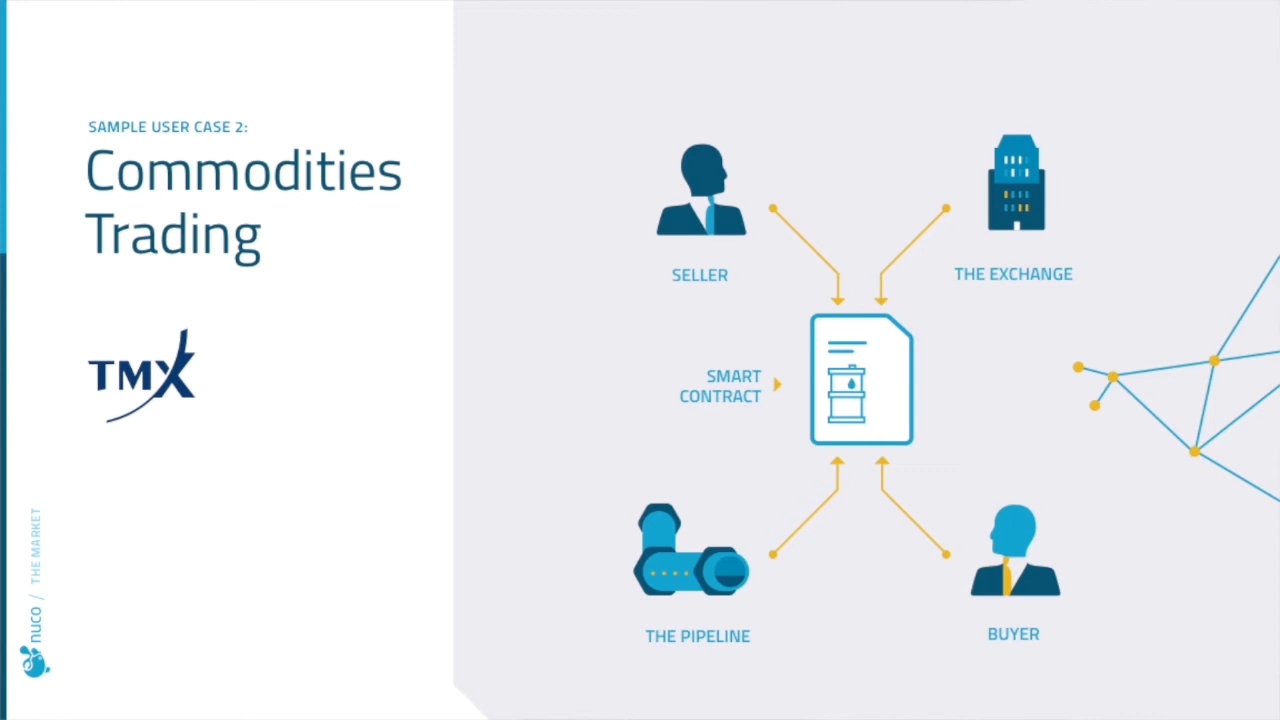 SAMPLE USER CASE 2:
Commodities
Trading
TMX
nuco / THE MARKET
SELLER
THE EXCHANGE
SMART
CONTRACT
THE PIPELINE
BUYER